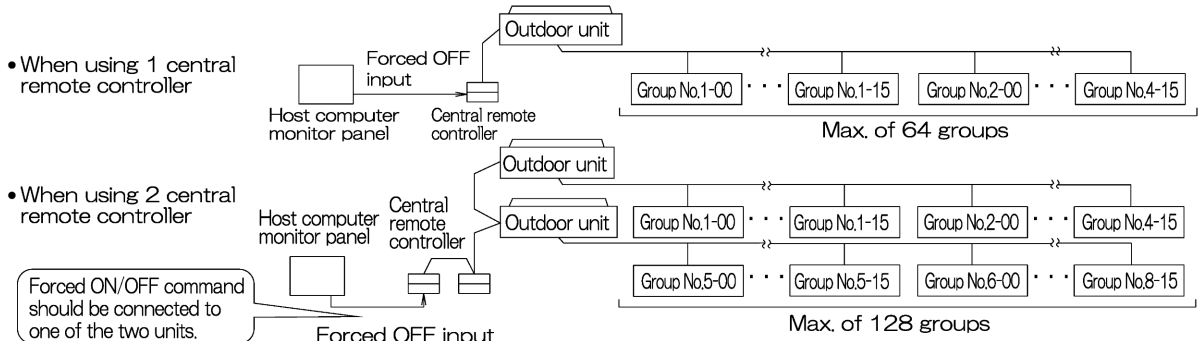 Outdoor unit
• When using 1 central
remote controller
Forced OFF
input
Host computer
monitor panel
Central remote
controller
Group No.1-00 ･･･ Group No.1-15 Group No.2-00 ･･･ Group No.4-15
Max. of 64 groups
• When using 2 central
remote controller
Outdoor unit
Host computer
monitor panel
Central
remote
controller
Outdoor unit
Group No.1-00 ･･･ Group No.1-15 Group No.2-00 ･･･ Group No.4-15
Group No.5-00 ･･･ Group No.5-15 Group No.6-00 ･･･ Group No.8-15
Forced ON/OFF command
should be connected to
one of the two units.
Forced OFF input
Max. of 128 groups